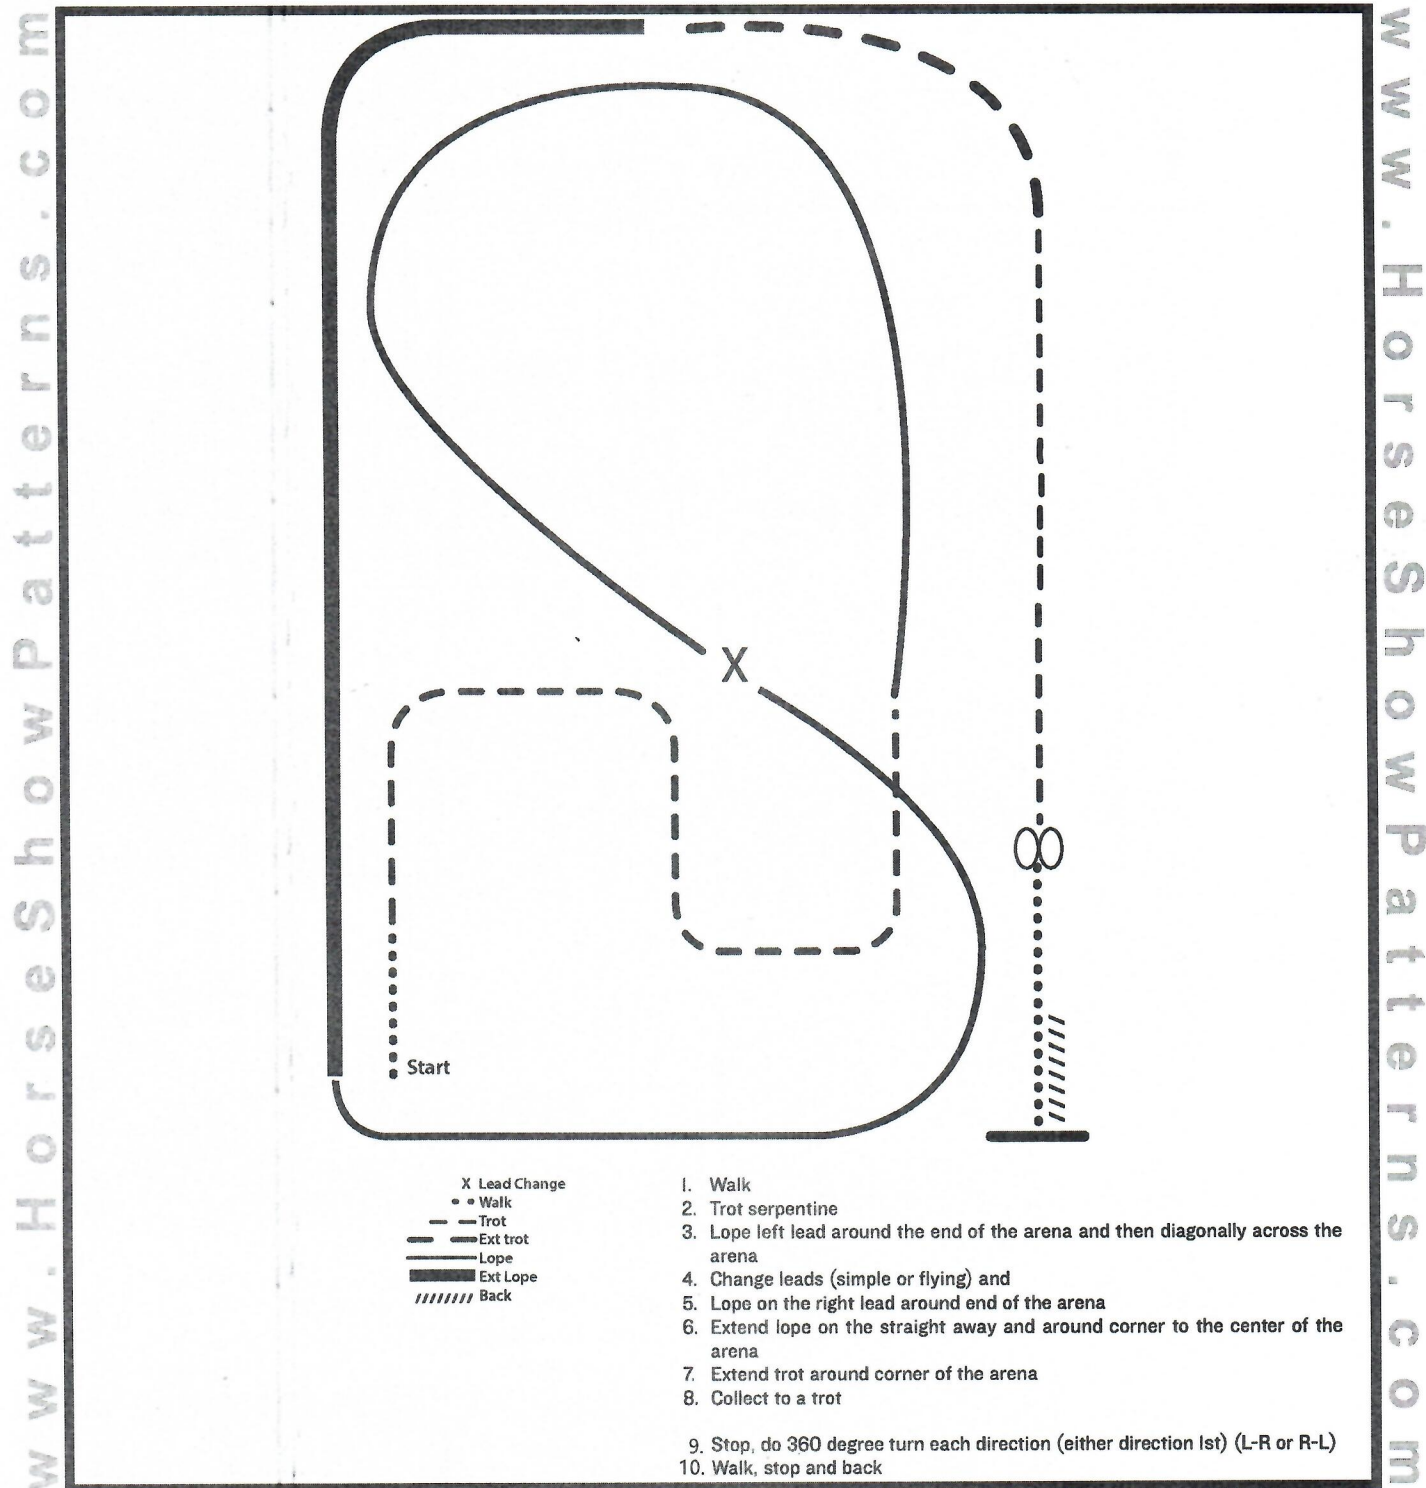 www.HorseShowPatterns.com
www.HorseShowPatterns.com
X
Start
X Lead Change
Walk
Trot
Ext trot
Lope
Ext Lope
Back
1. Walk
2. Trot serpentine
3. Lope left lead around the end of the arena and then diagonally across the
arena
4. Change leads (simple or flying) and
5. Lope on the right lead around end of the arena
6. Extend lope on the straight away and around corner to the center of the
arena
7. Extend trot around corner of the arena
8. Collect to a trot
9. Stop, do 360 degree turn each direction (either direction 1st) (L-R or R-L)
10. Walk, stop and back